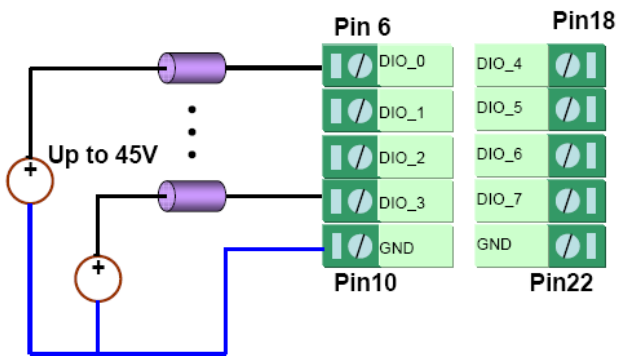 Pin 6
Pin18
DIO_0
DIO_4
DIO_1
DIO_5
Up to 45V
DIO_2
DIO_6
+
DIO_3
DIO_7
GND
GND
+
Pin10
Pin22